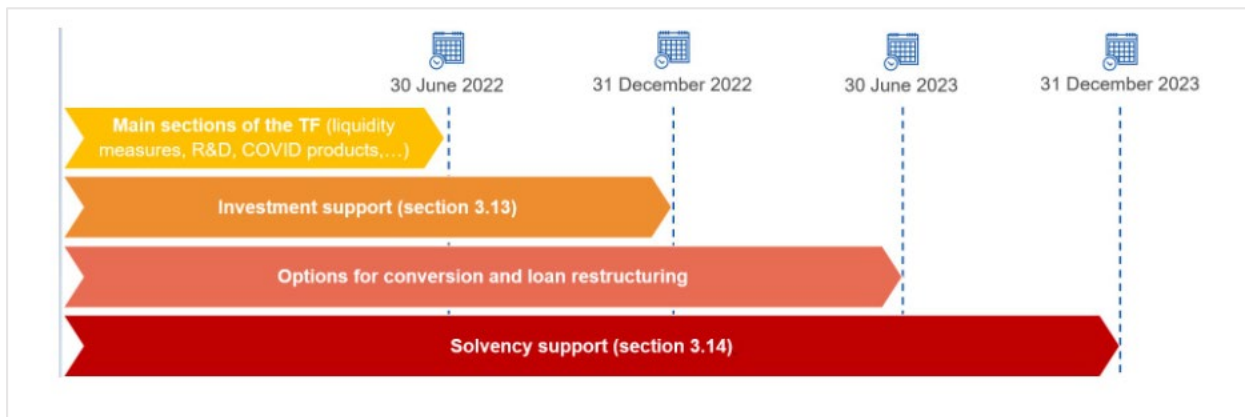 30 June 2022
31 December 2022
30 June 2023
31 December 2023
Main sections of the TF (liquidity
measures, R&D, COVID products,…)
Investment support (section 3.13)
Options for conversion and loan restructuring
Solvency support (section 3.14)